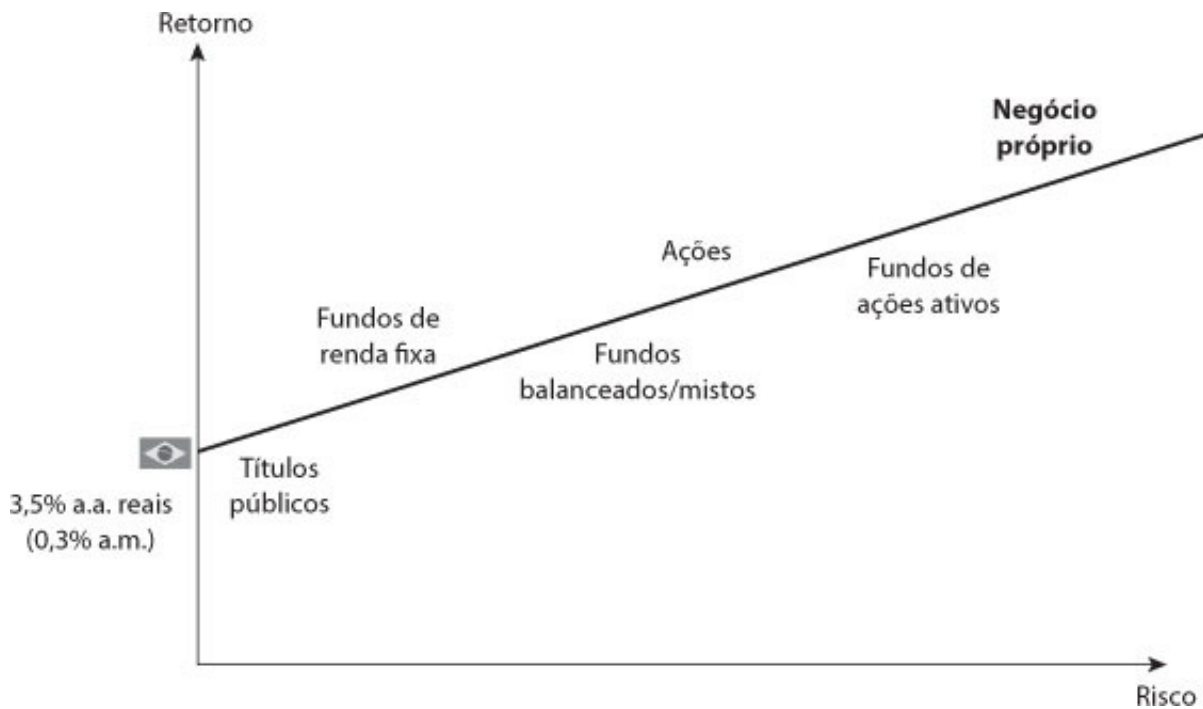 Retorno
Negócio
próprio
Ações
Fundos de
ações ativos
Fundos de
renda fixa
Fundos
balanceados/mistos
Títulos
públicos
3,5% a.a. reais
(0,3% a.m.)
Risco